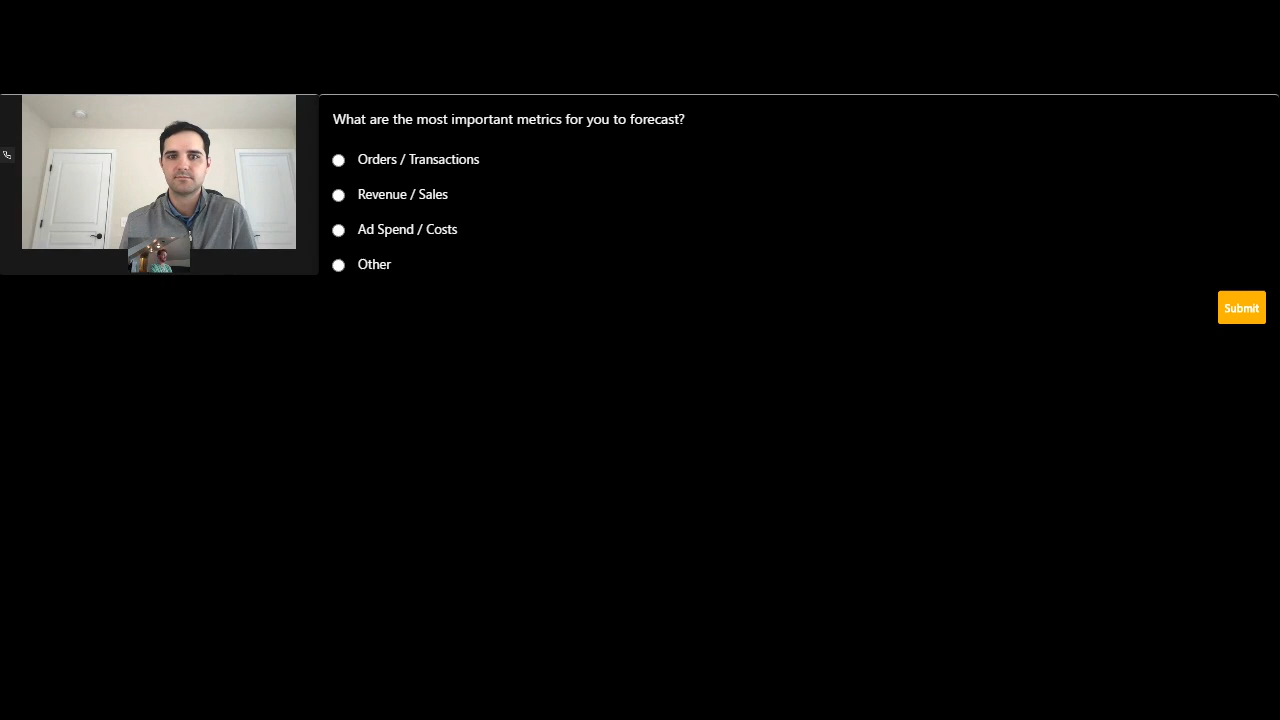 What are the most important metrics for you to forecast?
Orders / Transactions
Revenue / Sales
Ad Spend / Costs
Other
Submit